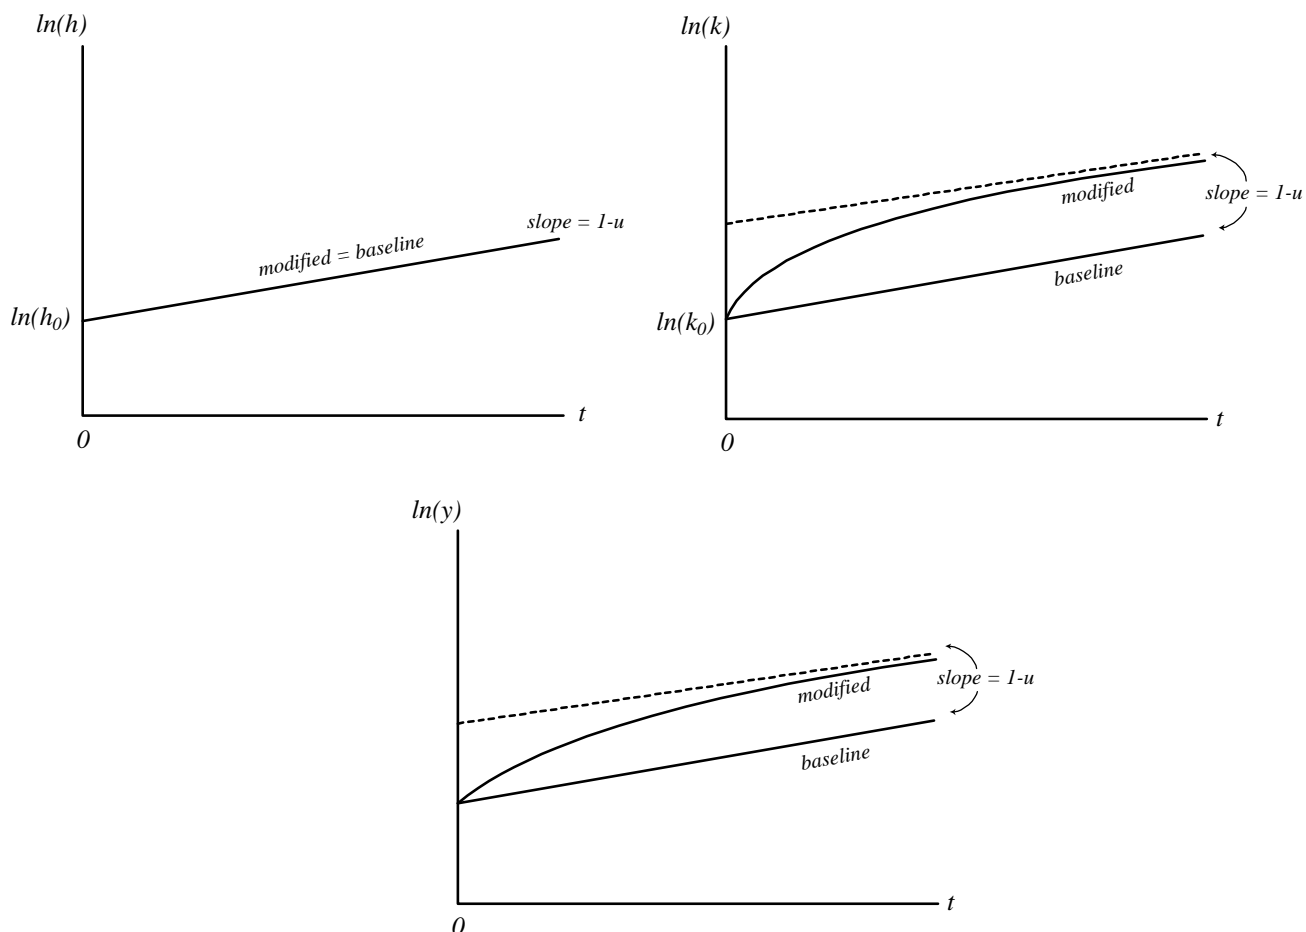 ln(h)
slope = 1-u
modified = baseline
ln(h0)
t
0
ln(k)
modified
slope = 1-u
baseline
ln(k0)
t
0
ln(y)
modified
slope = 1-u
baseline
t
0